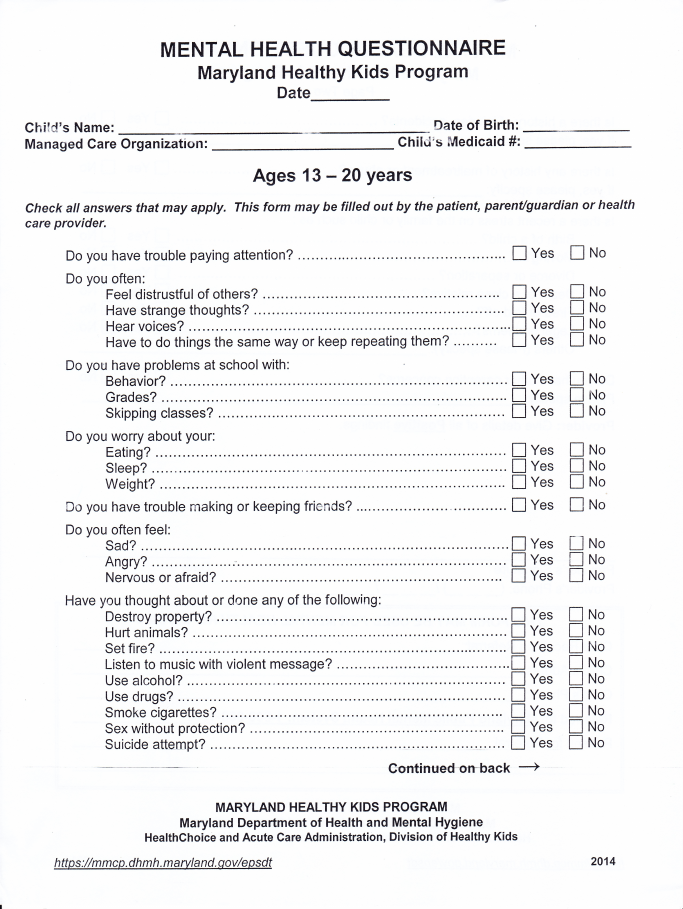 MENTAL HEALTH QUESTIONNAIRE
Maryland Healthy Kids Program
Date_________
Child's Name: ____________________ Date of Birth: ____________
Managed Care Organization: ____________________ Child's Medicaid #: ____________
Ages 13 – 20 years
Check all answers that may apply. This form may be filled out by the patient, parent/guardian or health
care provider.
Do you have trouble paying attention? .......... ☐ Yes ☐ No
Do you often:
Feel distrustful of others? .......... ☐ Yes ☐ No
Have strange thoughts? .......... ☐ Yes ☐ No
Hear voices? .......... ☐ Yes ☐ No
Have to do things the same way or keep repeating them? .......... ☐ Yes ☐ No
Do you have problems at school with:
Behavior? .......... ☐ Yes ☐ No
Grades? .......... ☐ Yes ☐ No
Skipping classes? .......... ☐ Yes ☐ No
Do you worry about your:
Eating? .......... ☐ Yes ☐ No
Sleep? .......... ☐ Yes ☐ No
Weight? .......... ☐ Yes ☐ No
Do you have trouble making or keeping friends? .......... ☐ Yes ☐ No
Do you often feel:
Sad? .......... ☐ Yes ☐ No
Angry? .......... ☐ Yes ☐ No
Nervous or afraid? .......... ☐ Yes ☐ No
Have you thought about or done any of the following:
Destroy property? .......... ☐ Yes ☐ No
Hurt animals? .......... ☐ Yes ☐ No
Set fire? .......... ☐ Yes ☐ No
Listen to music with violent message? .......... ☐ Yes ☐ No
Use alcohol? .......... ☐ Yes ☐ No
Use drugs? .......... ☐ Yes ☐ No
Smoke cigarettes? .......... ☐ Yes ☐ No
Sex without protection? .......... ☐ Yes ☐ No
Suicide attempt? .......... ☐ Yes ☐ No
Continued on back →
MARYLAND HEALTHY KIDS PROGRAM
Maryland Department of Health and Mental Hygiene
HealthChoice and Acute Care Administration, Division of Healthy Kids
https://mmcp.dhmh.maryland.gov/epsdt 2014